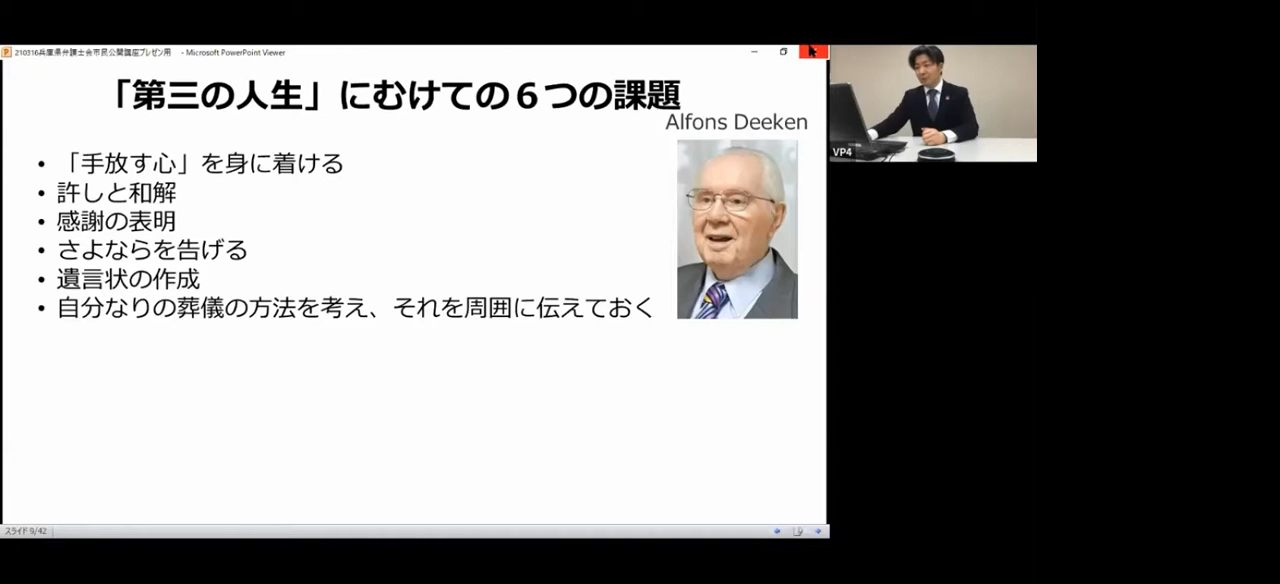 210316兵庫県弁護士会市民公開講座プレゼン用 - Microsoft PowerPoint Viewer
「第三の人生」にむけての６つの課題
Alfons Deeken
• 「手放す心」を身に着ける
• 許しと和解
• 感謝の表明
• さよならを告げる
• 遺言状の作成
• 自分なりの葬儀の方法を考え、それを周囲に伝えておく
VP4
スライド 9/42